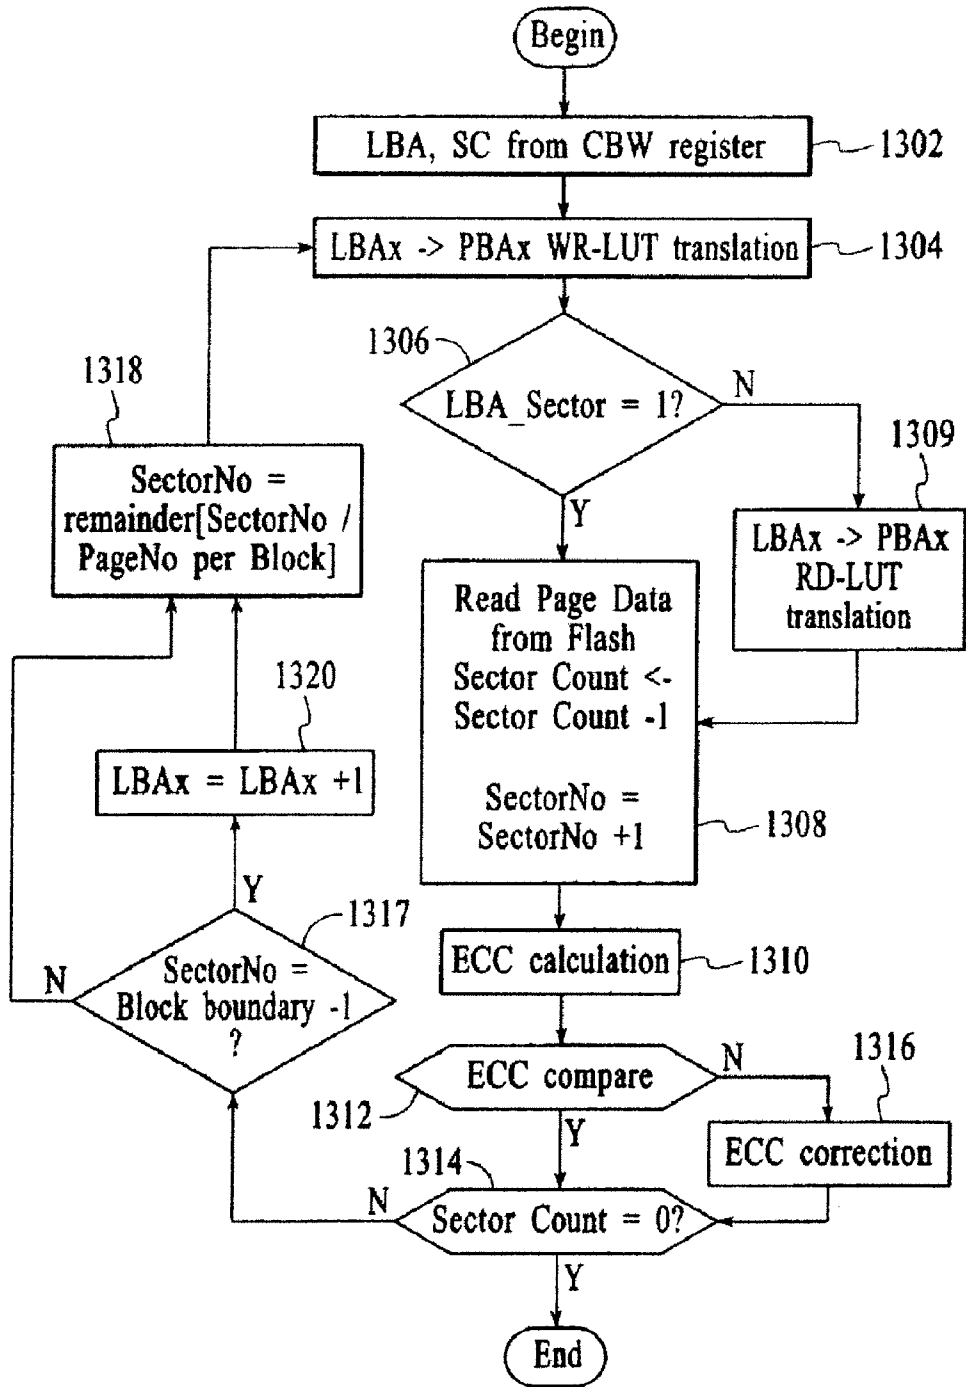 Begin
LBA, SC from CBW register
1302
LBAx -> PBAx WR-LUT translation
1304
1306
LBA_Sector = 1?
N
Y
1309
LBAx -> PBAx
RD-LUT
translation
1318
SectorNo =
remainder[SectorNo /
PageNo per Block]
Read Page Data
from Flash
Sector Count <-
Sector Count -1
SectorNo =
SectorNo +1
1308
1320
LBAx = LBAx +1
Y
1317
SectorNo =
Block boundary -1
?
N
ECC calculation
1310
ECC compare
1312
N
Y
1316
ECC correction
1314
Sector Count = 0?
N
Y
End